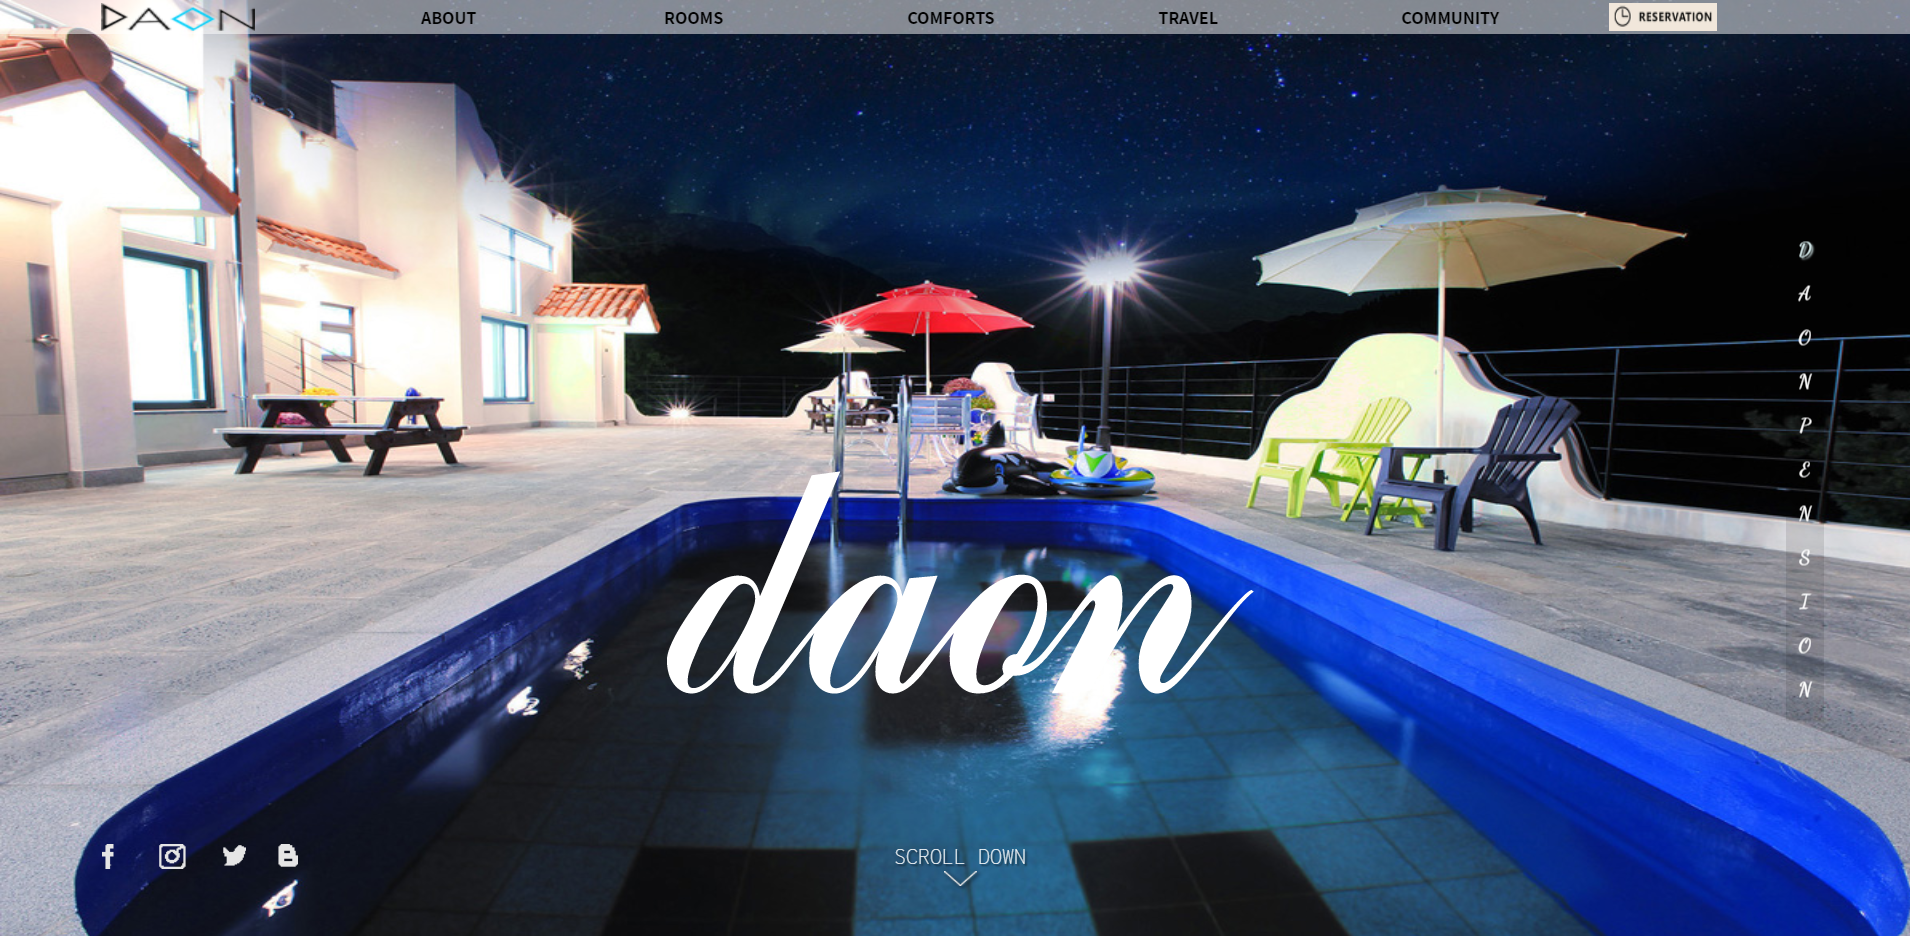 DAON
ABOUT
ROOMS
COMFORTS
TRAVEL
COMMUNITY
RESERVATION
D
A
O
N
P
E
N
S
I
O
N
daon
SCROLL DOWN